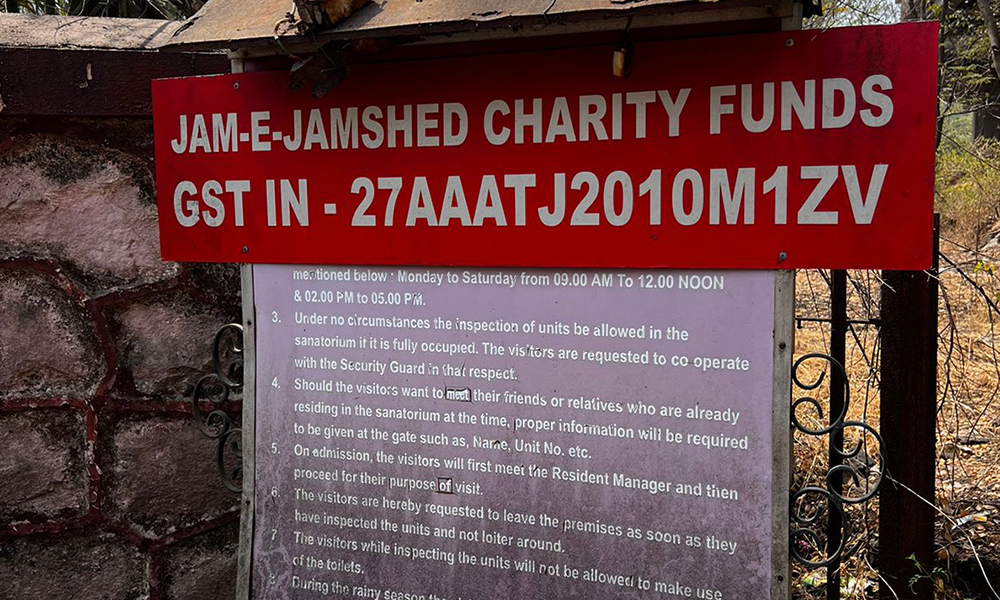 JAM-E-JAMSHED CHARITY FUNDS
GST IN - 27AAATJ2010M1ZV
mentioned below : Monday to Saturday from 09.00 AM To 12.00 NOON
& 02.00 PM to 05.00 PM.
3. Under no circumstances the inspection of units be allowed in the
sanatorium if it is fully occupied. The visitors are requested to co operate
with the Security Guard in that respect.
4. Should the visitors want to meet their friends or relatives who are already
residing in the sanatorium at the time, proper information will be required
to be given at the gate such as, Name, Unit No. etc.
5. On admission, the visitors will first meet the Resident Manager and then
proceed for their purpose of visit.
6. The visitors are hereby requested to leave the premises as soon as they
have inspected the units and not loiter around.
7. The visitors while inspecting the units will not be allowed to make use
of the toilets.
8. During the rainy season the